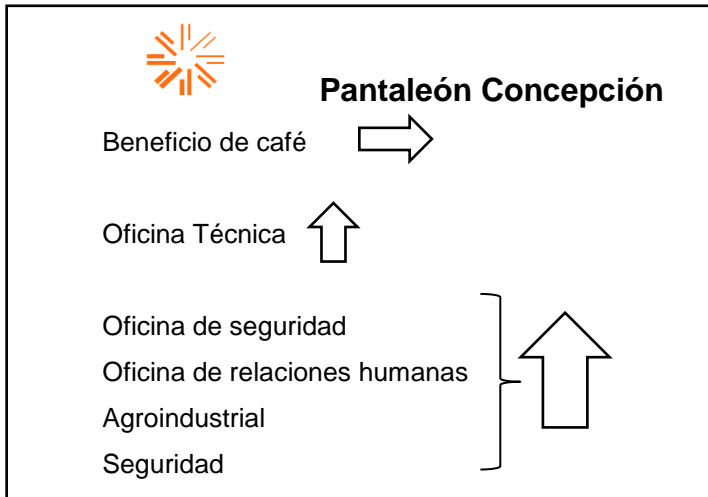 Pantaleón Concepción
Beneficio de café
Oficina Técnica
Oficina de seguridad
Oficina de relaciones humanas
Agroindustrial
Seguridad